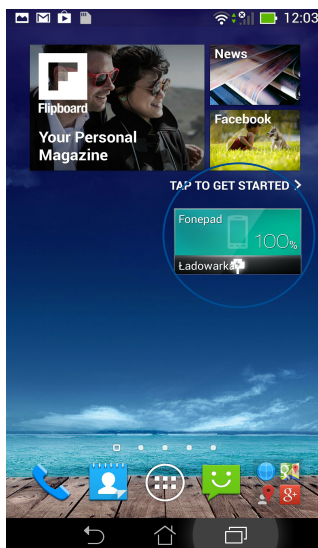 12:03
Flipboard
Your Personal
Magazine
News
Facebook
TAP TO GET STARTED
Fonepad
100%
Ładowarka